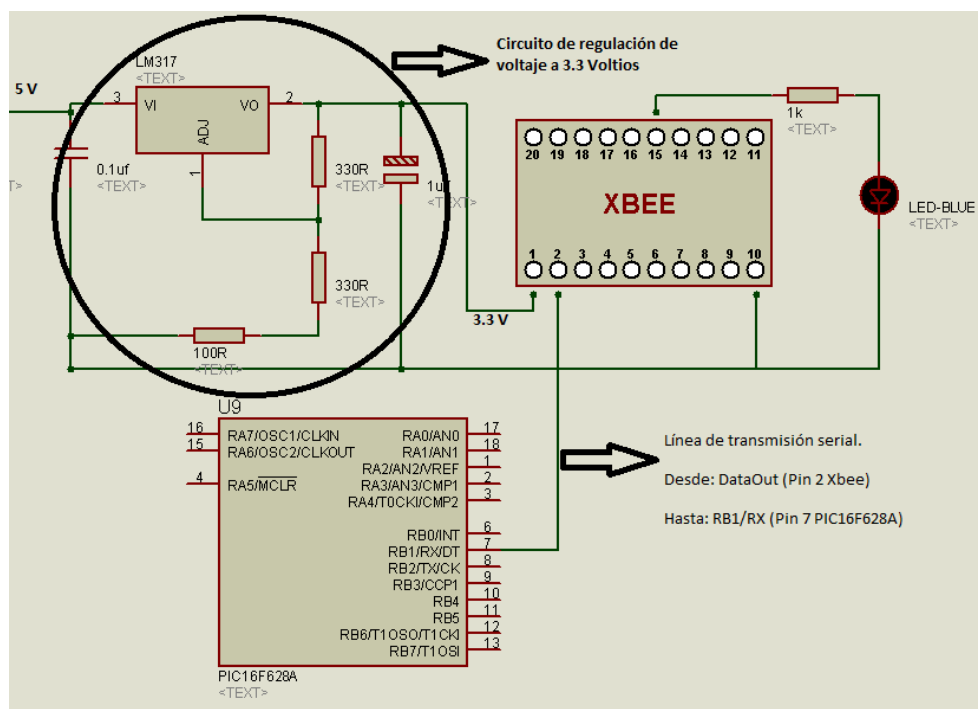 Circuito de regulación de
voltaje a 3.3 Voltios
5 V
LM317
<TEXT>
3
VI
VO
2
ADJ
1
0.1uf
<TEXT>
330R
<TEXT>
1u
<TEXT>
330R
<TEXT>
100R
<TEXT>
3.3 V
1k
<TEXT>
20 19 18 17 16 15 14 13 12 11
XBEE
1 2 3 4 5 6 7 8 9 10
LED-BLUE
<TEXT>
U9
16 RA7/OSC1/CLKIN
15 RA6/OSC2/CLKOUT
4 RA5/MCLR
RA0/AN0 17
RA1/AN1 18
RA2/AN2/VREF 1
RA3/AN3/CMP1 2
RA4/T0CKI/CMP2 3
RB0/INT 6
RB1/RX/DT 7
RB2/TX/CK 8
RB3/CCP1 9
RB4 10
RB5 11
RB6/T1OSO/T1CKI 12
RB7/T1OSI 13
PIC16F628A
<TEXT>
Línea de transmisión serial.
Desde: DataOut (Pin 2 Xbee)
Hasta: RB1/RX (Pin 7 PIC16F628A)